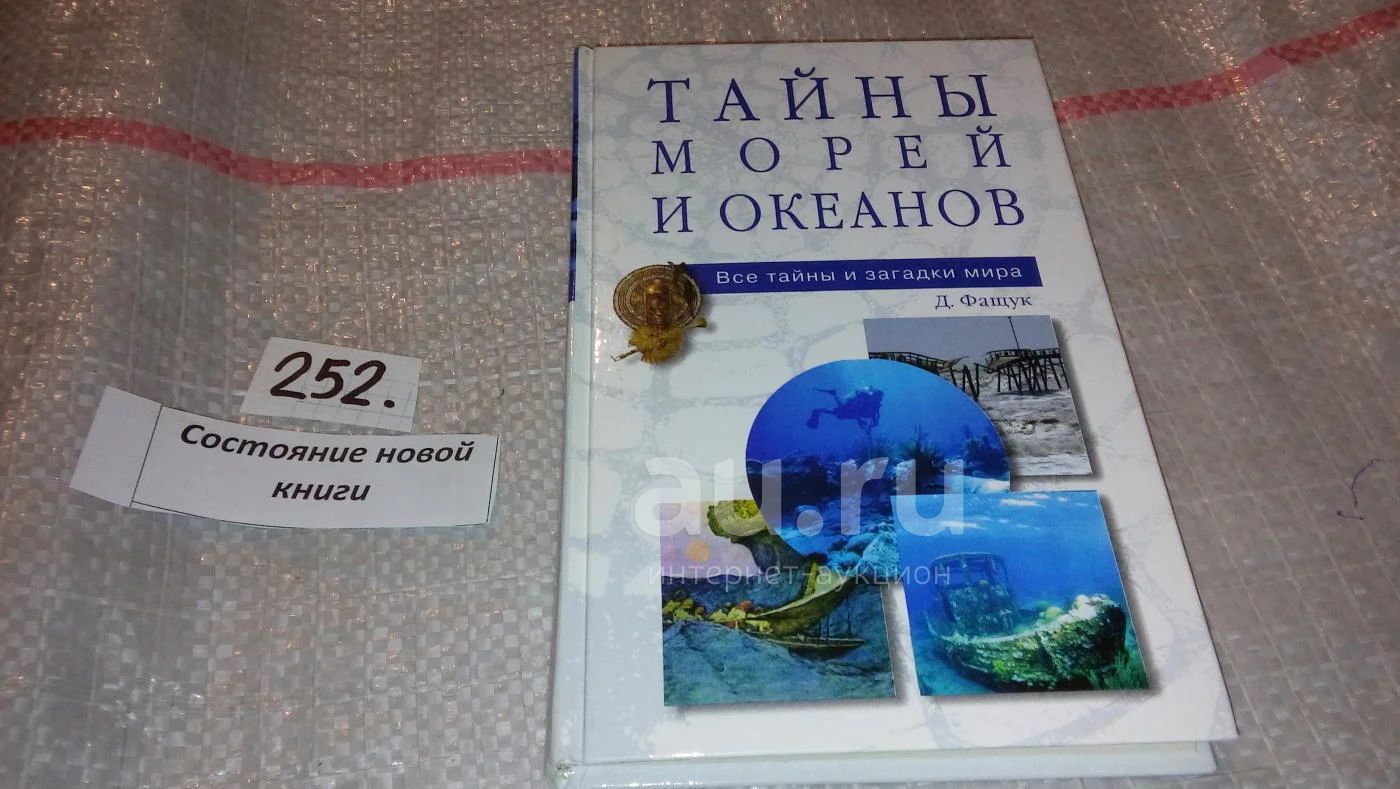 ТАЙНЫ
МОРЕЙ
И ОКЕАНОВ
Все тайны и загадки мира
Д. Фащук
252.
Состояние новой
книги
au.ru
интернет-аукцион